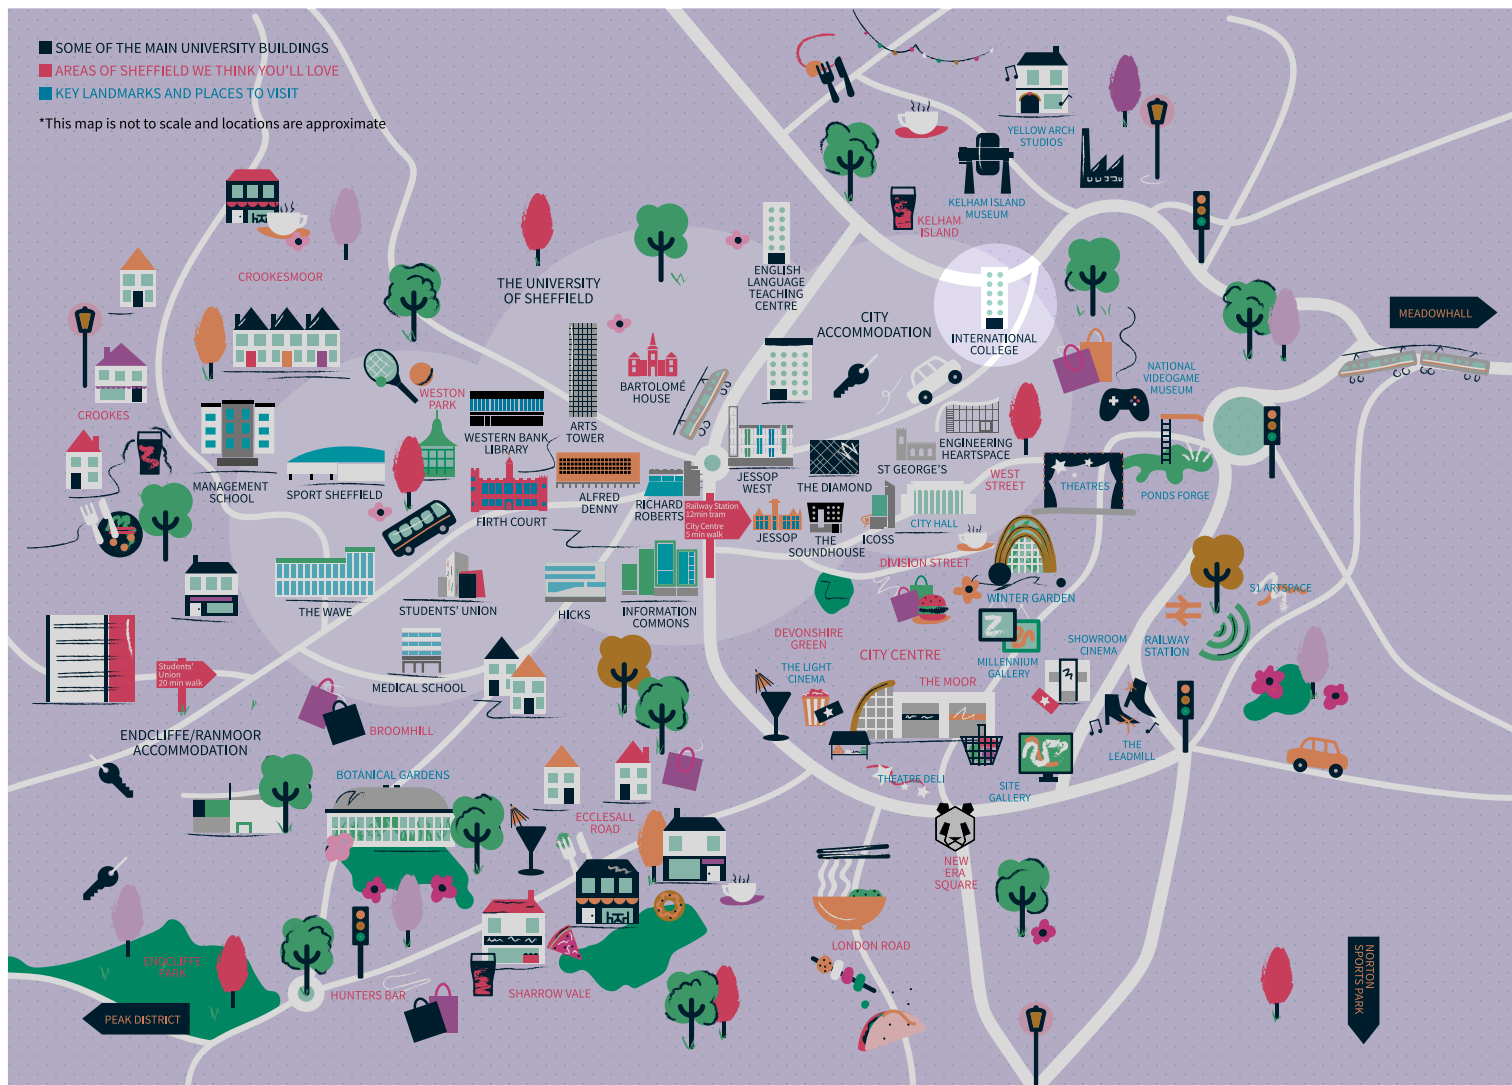 SOME OF THE MAIN UNIVERSITY BUILDINGS
AREAS OF SHEFFIELD WE THINK YOU'LL LOVE
KEY LANDMARKS AND PLACES TO VISIT
*This map is not to scale and locations are approximate
YELLOW ARCH
STUDIOS
KELHAM ISLAND
MUSEUM
KELHAM
ISLAND
CROOKESMOOR
THE UNIVERSITY
OF SHEFFIELD
ENGLISH
LANGUAGE
TEACHING
CENTRE
CITY
ACCOMMODATION
INTERNATIONAL
COLLEGE
MEADOWHALL
NATIONAL
VIDEOGAME
MUSEUM
CROOKES
WESTON
PARK
BARTOLOMÉ
HOUSE
ARTS
TOWER
WESTERN BANK
LIBRARY
ENGINEERING
HEARTSPACE
ST GEORGE'S
WEST
STREET
MANAGEMENT
SCHOOL
SPORT SHEFFIELD
FIRTH COURT
ALFRED
DENNY
RICHARD
ROBERTS
JESSOP
WEST
THE DIAMOND
THEATRES
PONDS FORGE
Railway Station
12min tram
City Centre
5 min walk
JESSOP
THE
SOUNDHOUSE
ICOSS
CITY HALL
DIVISION STREET
THE WAVE
STUDENTS' UNION
HICKS
INFORMATION
COMMONS
WINTER GARDEN
S1 ARTSPACE
DEVONSHIRE
GREEN
CITY CENTRE
MILLENNIUM
GALLERY
SHOWROOM
CINEMA
RAILWAY
STATION
Students'
Union
20 min walk
MEDICAL SCHOOL
THE LIGHT
CINEMA
THE MOOR
BROOMHILL
ENDCLIFFE/RANMOOR
ACCOMMODATION
THE
LEADMILL
BOTANICAL GARDENS
THEATRE DELI
SITE
GALLERY
ECCLESALL
ROAD
NEW
ERA
SQUARE
LONDON ROAD
ENDCLIFFE
PARK
HUNTERS BAR
SHARROW VALE
PEAK DISTRICT
NORTON
SPORTS PARK